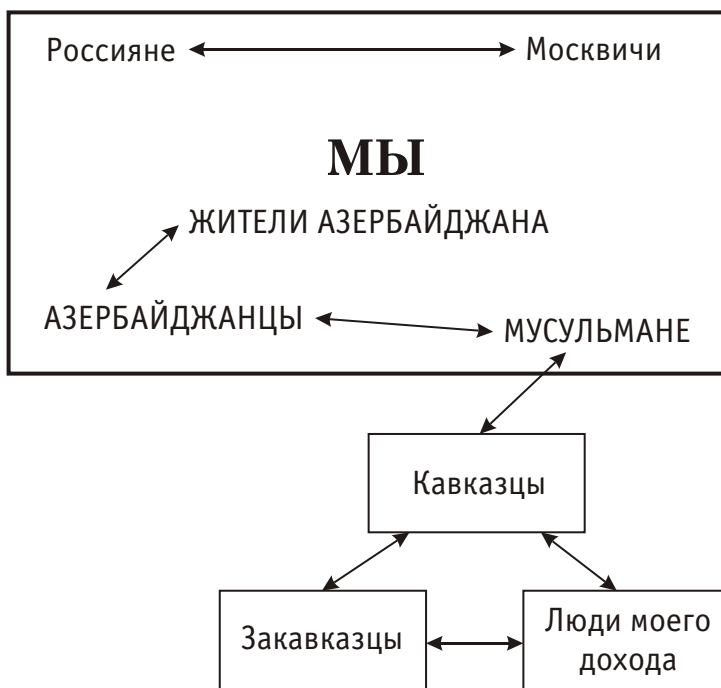 Россияне Москвичи
МЫ
ЖИТЕЛИ АЗЕРБАЙДЖАНА
АЗЕРБАЙДЖАНЦЫ МУСУЛЬМАНЕ
Кавказцы
Закавказцы
Люди моего
дохода